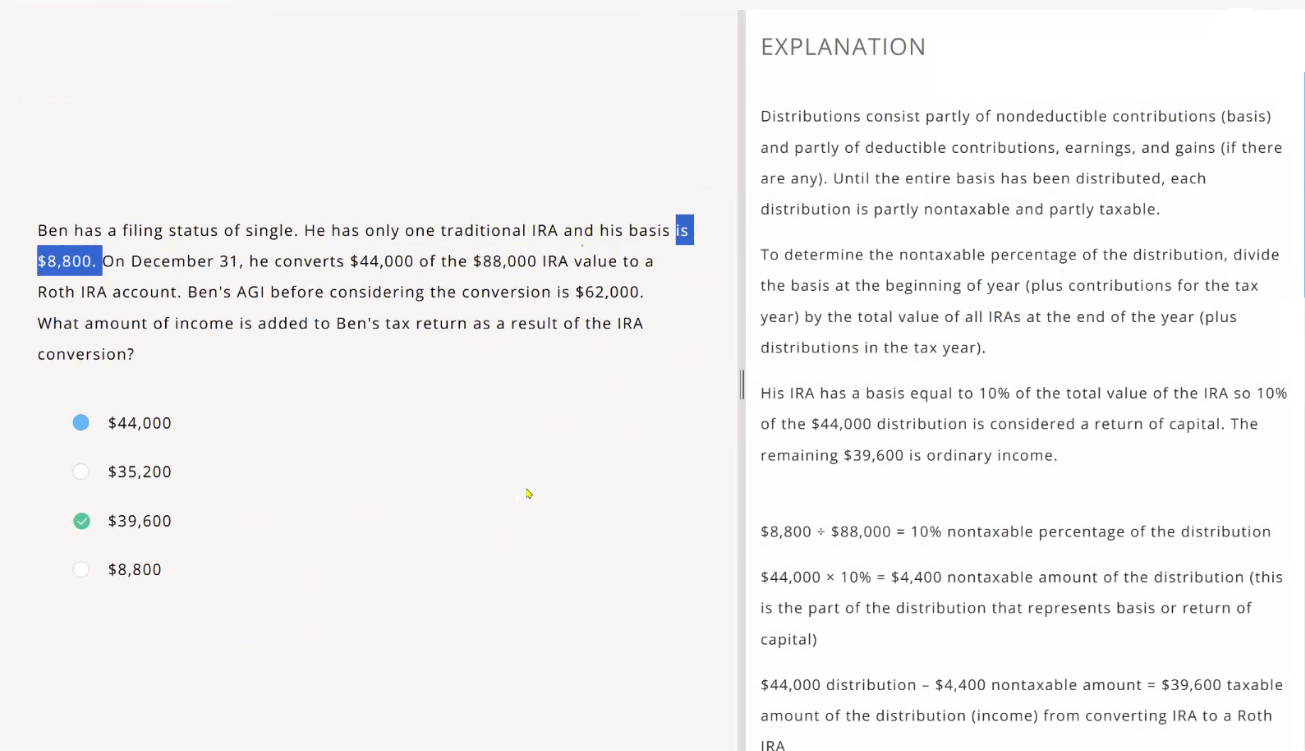 Ben has a filing status of single. He has only one traditional IRA and his basis is
$8,800. On December 31, he converts $44,000 of the $88,000 IRA value to a
Roth IRA account. Ben's AGI before considering the conversion is $62,000.
What amount of income is added to Ben's tax return as a result of the IRA
conversion?
$44,000
$35,200
$39,600
$8,800
EXPLANATION
Distributions consist partly of nondeductible contributions (basis)
and partly of deductible contributions, earnings, and gains (if there
are any). Until the entire basis has been distributed, each
distribution is partly nontaxable and partly taxable.
To determine the nontaxable percentage of the distribution, divide
the basis at the beginning of year (plus contributions for the tax
year) by the total value of all IRAs at the end of the year (plus
distributions in the tax year).
His IRA has a basis equal to 10% of the total value of the IRA so 10%
of the $44,000 distribution is considered a return of capital. The
remaining $39,600 is ordinary income.
$8,800 ÷ $88,000 = 10% nontaxable percentage of the distribution
$44,000 × 10% = $4,400 nontaxable amount of the distribution (this
is the part of the distribution that represents basis or return of
capital)
$44,000 distribution – $4,400 nontaxable amount = $39,600 taxable
amount of the distribution (income) from converting IRA to a Roth
IRA